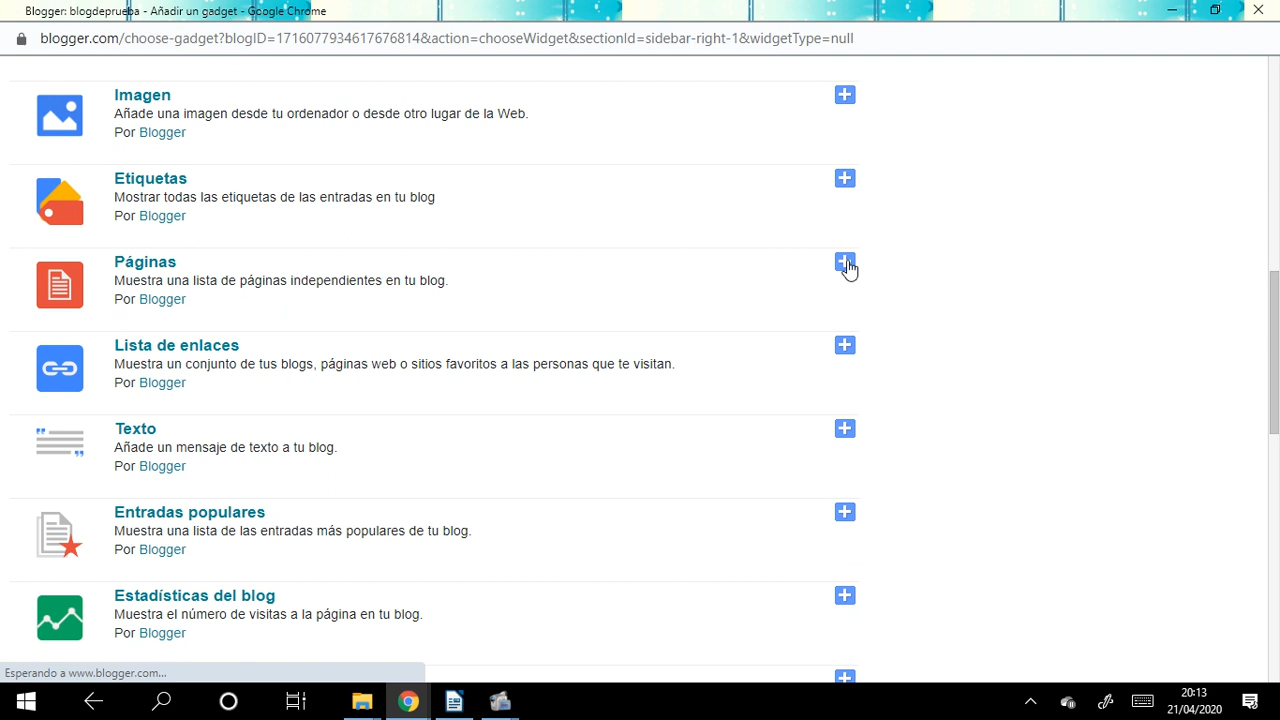 Blogger: blogdeprueba - Añadir un gadget - Google Chrome
blogger.com/choose-gadget?blogID=1716077934617676814&action=chooseWidget&sectionId=sidebar-right-1&widgetType=null
Imagen
Añade una imagen desde tu ordenador o desde otro lugar de la Web.
Por Blogger
Etiquetas
Mostrar todas las etiquetas de las entradas en tu blog
Por Blogger
Páginas
Muestra una lista de páginas independientes en tu blog.
Por Blogger
Lista de enlaces
Muestra un conjunto de tus blogs, páginas web o sitios favoritos a las personas que te visitan.
Por Blogger
Texto
Añade un mensaje de texto a tu blog.
Por Blogger
Entradas populares
Muestra una lista de las entradas más populares de tu blog.
Por Blogger
Estadísticas del blog
Muestra el número de visitas a la página en tu blog.
Por Blogger
Esperando a www.blogger.com...
20:13
21/04/2020